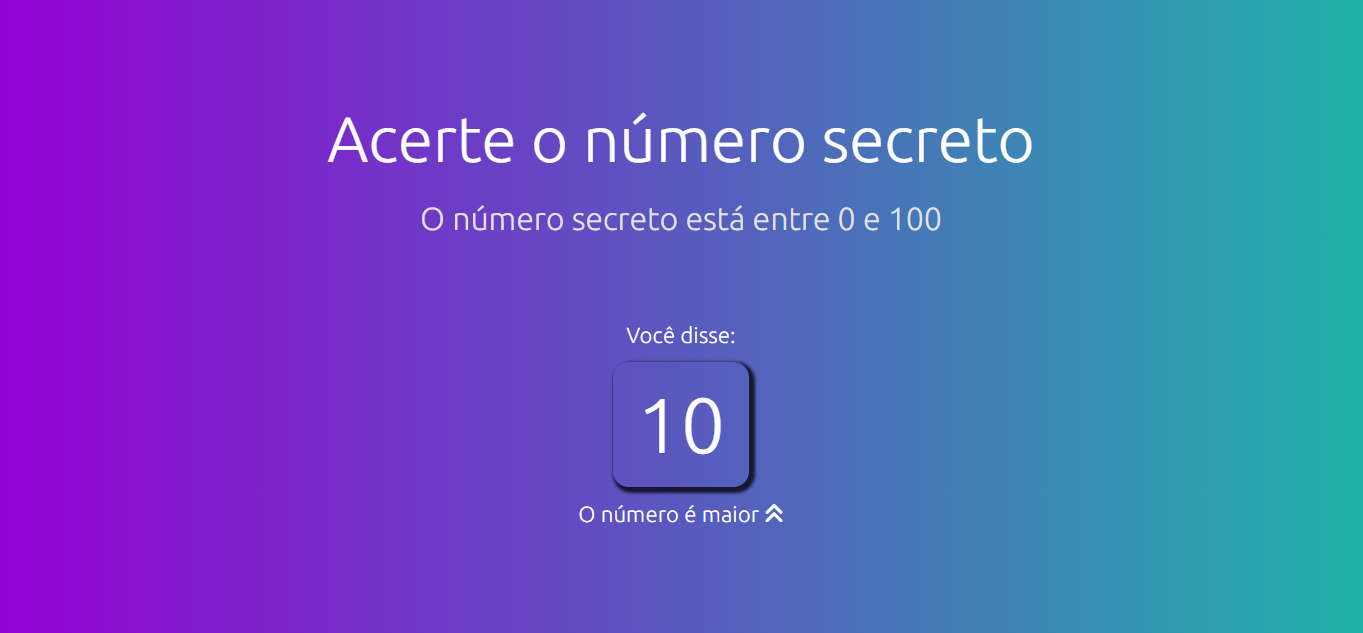 Acerte o número secreto
O número secreto está entre 0 e 100
Você disse:
10
O número é maior